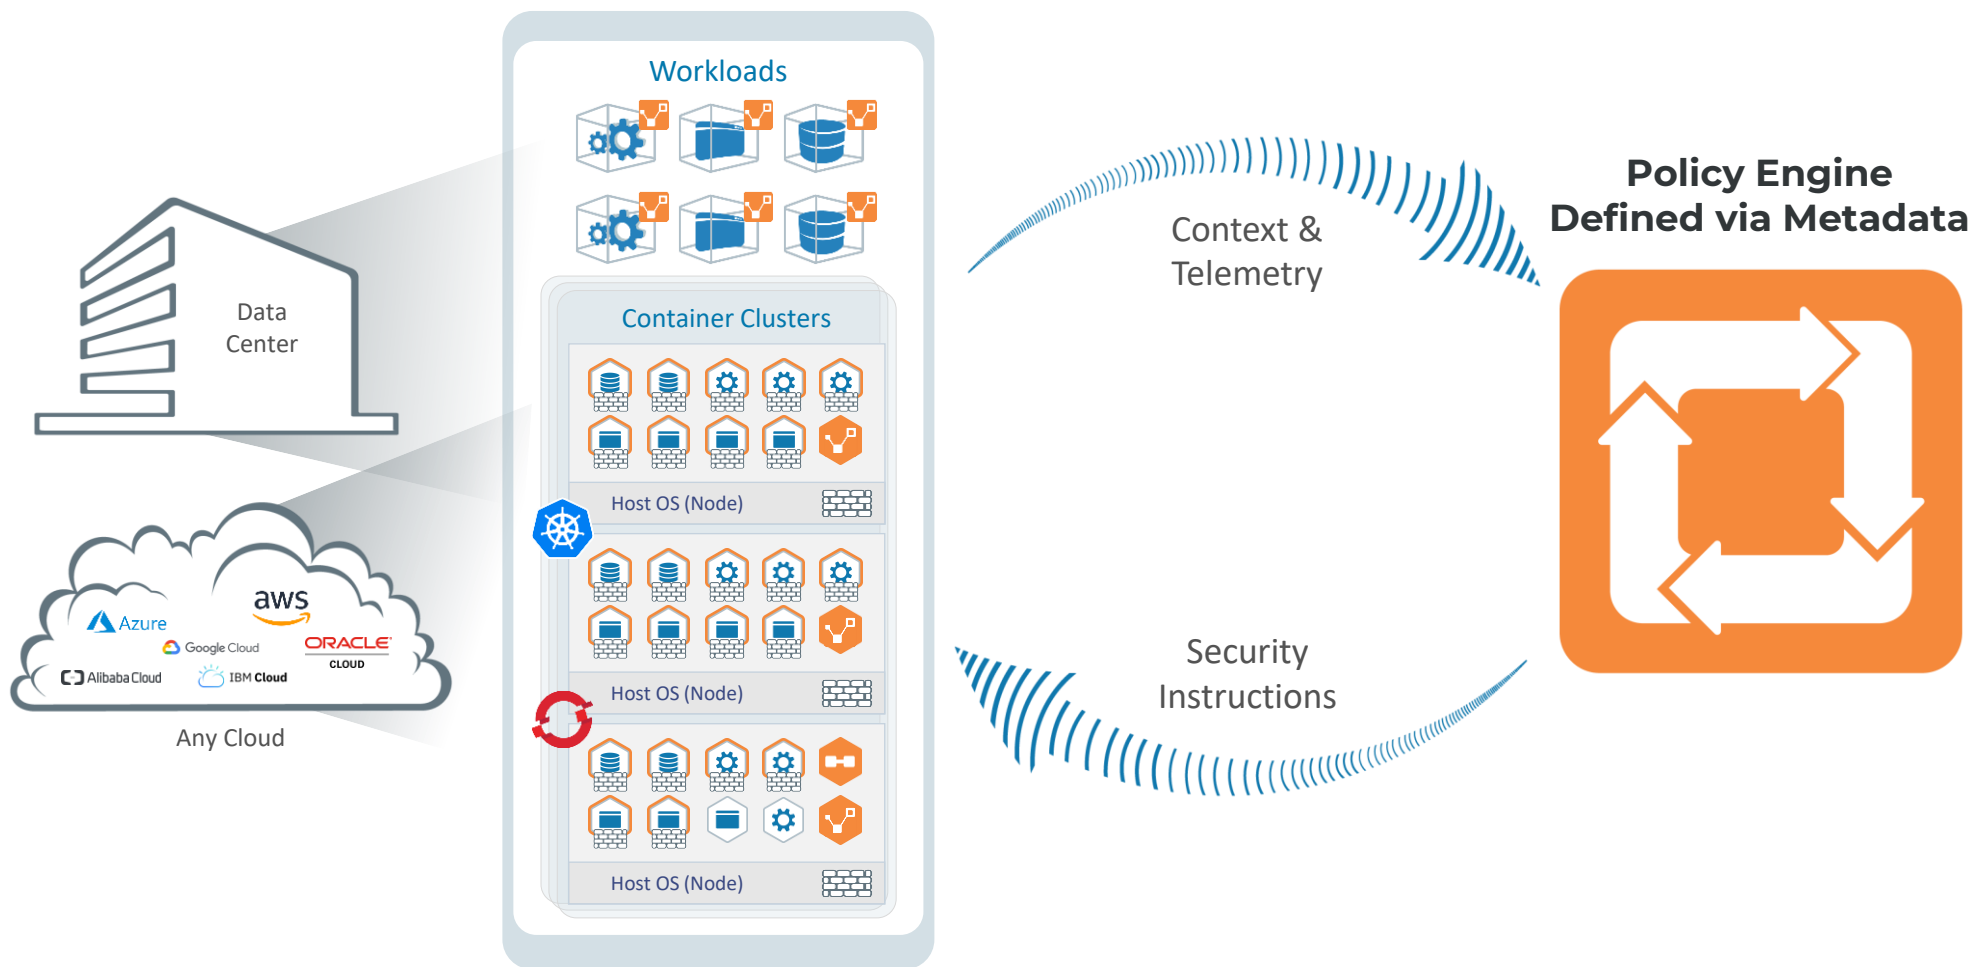 Workloads
Container Clusters
Host OS (Node)
Host OS (Node)
Host OS (Node)
Data
Center
aws
Azure
Google Cloud
ORACLE
CLOUD
Alibaba Cloud
IBM Cloud
Any Cloud
Context &
Telemetry
Security
Instructions
Policy Engine
Defined via Metadata